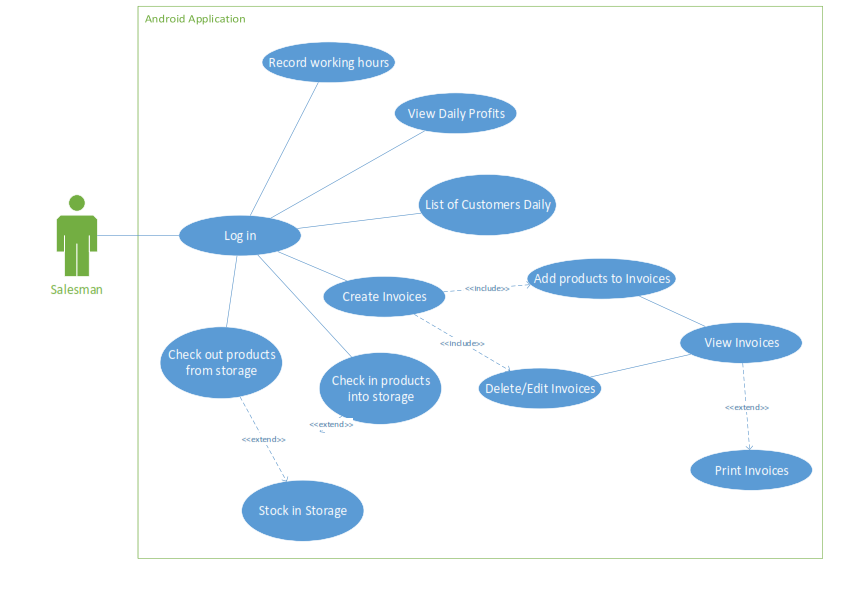 Android Application
Record working hours
View Daily Profits
List of Customers Daily
Log in
Salesman
Add products to Invoices
<<include>>
Create Invoices
<<include>>
View Invoices
Check out products
from storage
Check in products
into storage
Delete/Edit Invoices
<<extend>>
<<extend>>
<<extend>>
Print Invoices
Stock in Storage